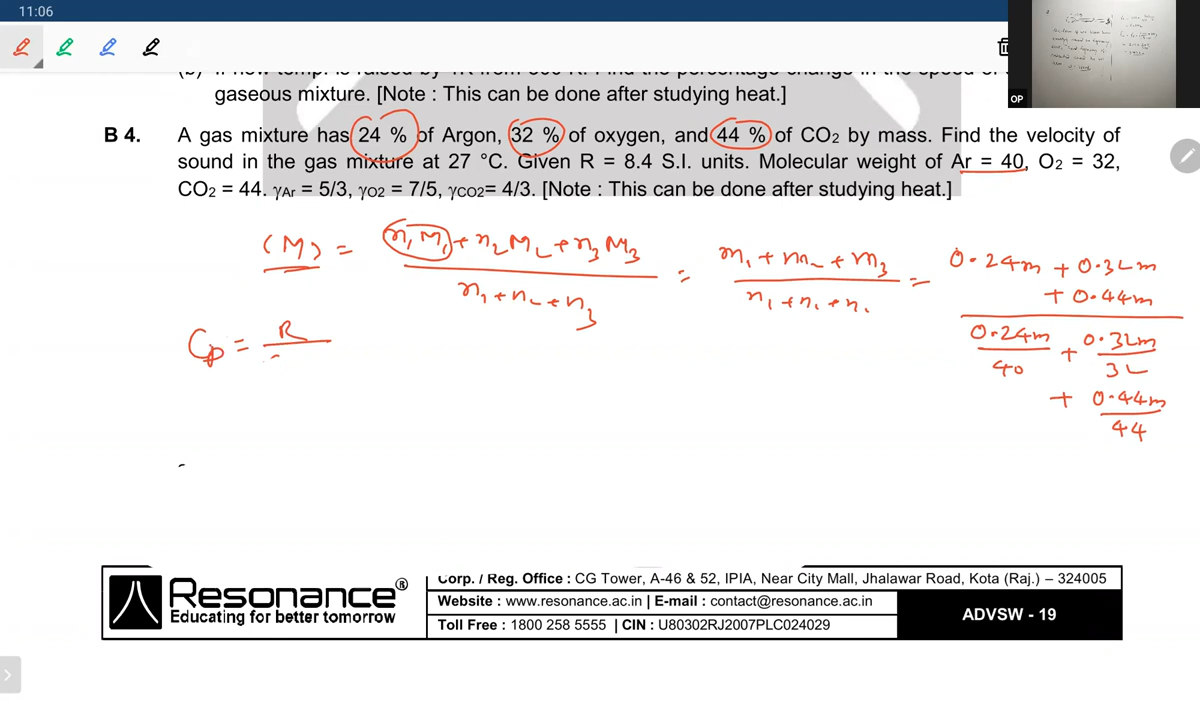 11:06
OP
gaseous mixture. [Note : This can be done after studying heat.]
B 4. A gas mixture has 24 % of Argon, 32 % of oxygen, and 44 % of CO2 by mass. Find the velocity of
sound in the gas mixture at 27 °C. Given R = 8.4 S.I. units. Molecular weight of Ar = 40, O2 = 32,
CO2 = 44. γAr = 5/3, γO2 = 7/5, γCO2= 4/3. [Note : This can be done after studying heat.]
(M) = (n1 M1 + n2 M2 + n3 M3) / (n1 + n2 + n3) = (m1 + m2 + m3) / (n1 + n. + n.) = (0.24m + 0.32m + 0.44m) / (0.24m/40 + 0.32m/32 + 0.44m/44)
Cp = R
Resonance®
Educating for better tomorrow
Corp. / Reg. Office : CG Tower, A-46 & 52, IPIA, Near City Mall, Jhalawar Road, Kota (Raj.) – 324005
Website : www.resonance.ac.in | E-mail : contact@resonance.ac.in
Toll Free : 1800 258 5555 | CIN : U80302RJ2007PLC024029
ADVSW - 19